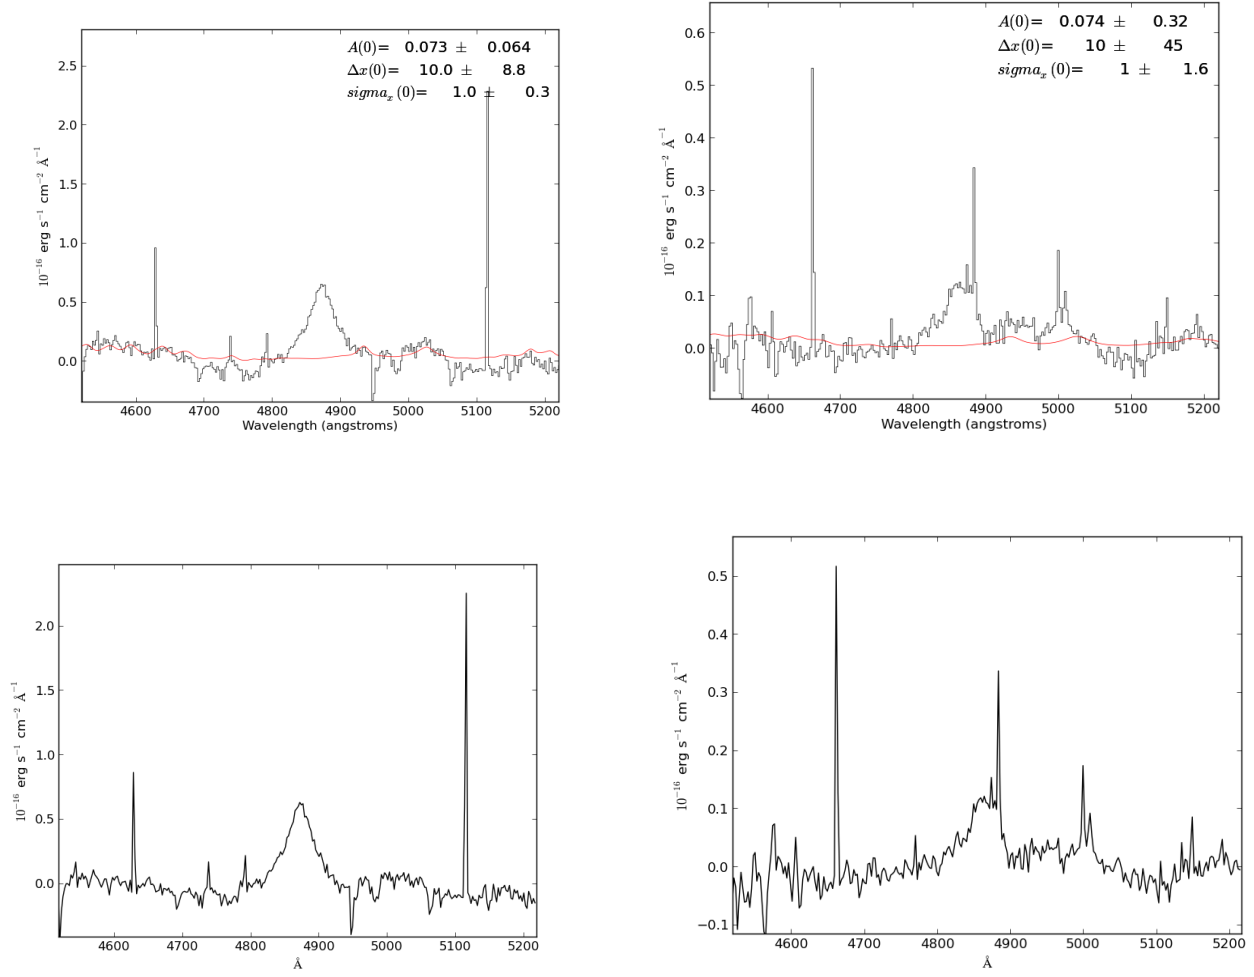 A(0)= 0.073 ± 0.064
Δx(0)= 10.0 ± 8.8
sigmaₓ(0)= 1.0 ± 0.3
2.5
2.0
1.5
1.0
0.5
0.0
10⁻¹⁶ erg s⁻¹ cm⁻² Å⁻¹
4600 4700 4800 4900 5000 5100 5200
Wavelength (angstroms)
A(0)= 0.074 ± 0.32
Δx(0)= 10 ± 45
sigmaₓ(0)= 1 ± 1.6
0.6
0.5
0.4
0.3
0.2
0.1
0.0
10⁻¹⁶ erg s⁻¹ cm⁻² Å⁻¹
4600 4700 4800 4900 5000 5100 5200
Wavelength (angstroms)
2.0
1.5
1.0
0.5
0.0
10⁻¹⁶ erg s⁻¹ cm⁻² Å⁻¹
4600 4700 4800 4900 5000 5100 5200
Å
0.5
0.4
0.3
0.2
0.1
0.0
−0.1
10⁻¹⁶ erg s⁻¹ cm⁻² Å⁻¹
4600 4700 4800 4900 5000 5100 5200
Å